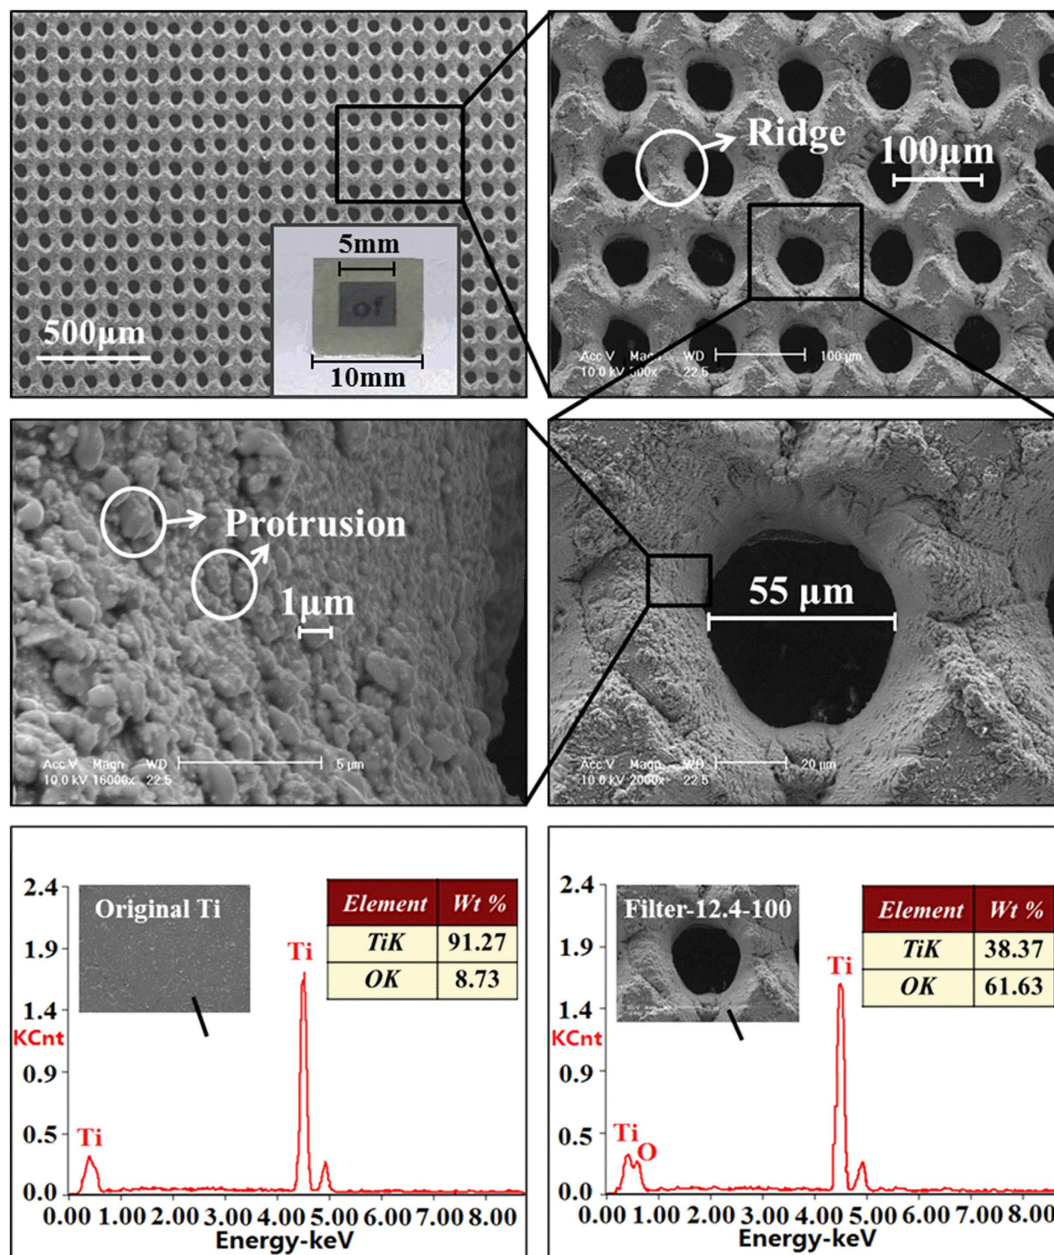 500μm
5mm
10mm
Ridge
100μm
Acc.V Magn WD 100 μm
10.0 kV 300x 22.5
Protrusion
1μm
Acc.V Magn WD 5 μm
10.0 kV 16000x 22.5
55 μm
Acc.V Magn WD 20 μm
10.0 kV 2000x 22.5
2.4
1.9
1.4
KCnt
0.9
0.5
0.0
Original Ti
Element Wt %
TiK 91.27
OK 8.73
Ti
Ti
0.00 1.00 2.00 3.00 4.00 5.00 6.00 7.00 8.00
Energy-keV
2.4
1.9
1.4
KCnt
0.9
0.5
0.0
Filter-12.4-100
Element Wt %
TiK 38.37
OK 61.63
Ti
Ti
O
0.00 1.00 2.00 3.00 4.00 5.00 6.00 7.00 8.00
Energy-keV